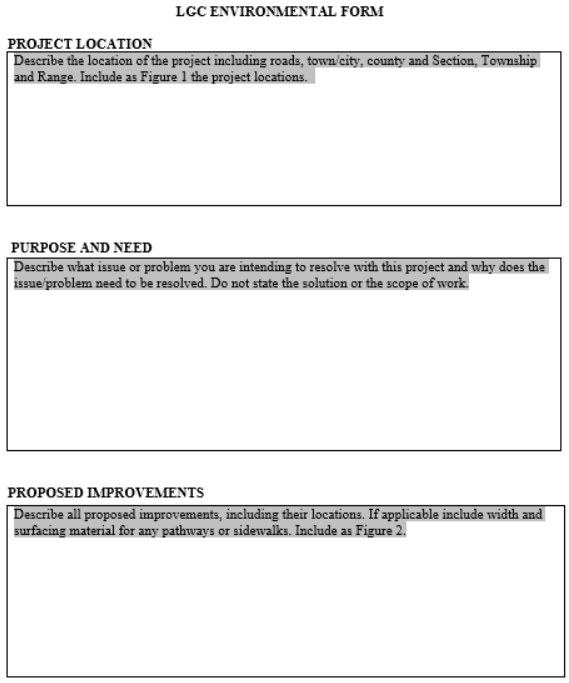 LGC ENVIRONMENTAL FORM
PROJECT LOCATION
Describe the location of the project including roads, town/city, county and Section, Township
and Range. Include as Figure 1 the project locations.
PURPOSE AND NEED
Describe what issue or problem you are intending to resolve with this project and why does the
issue/problem need to be resolved. Do not state the solution or the scope of work.
PROPOSED IMPROVEMENTS
Describe all proposed improvements, including their locations. If applicable include width and
surfacing material for any pathways or sidewalks. Include as Figure 2.